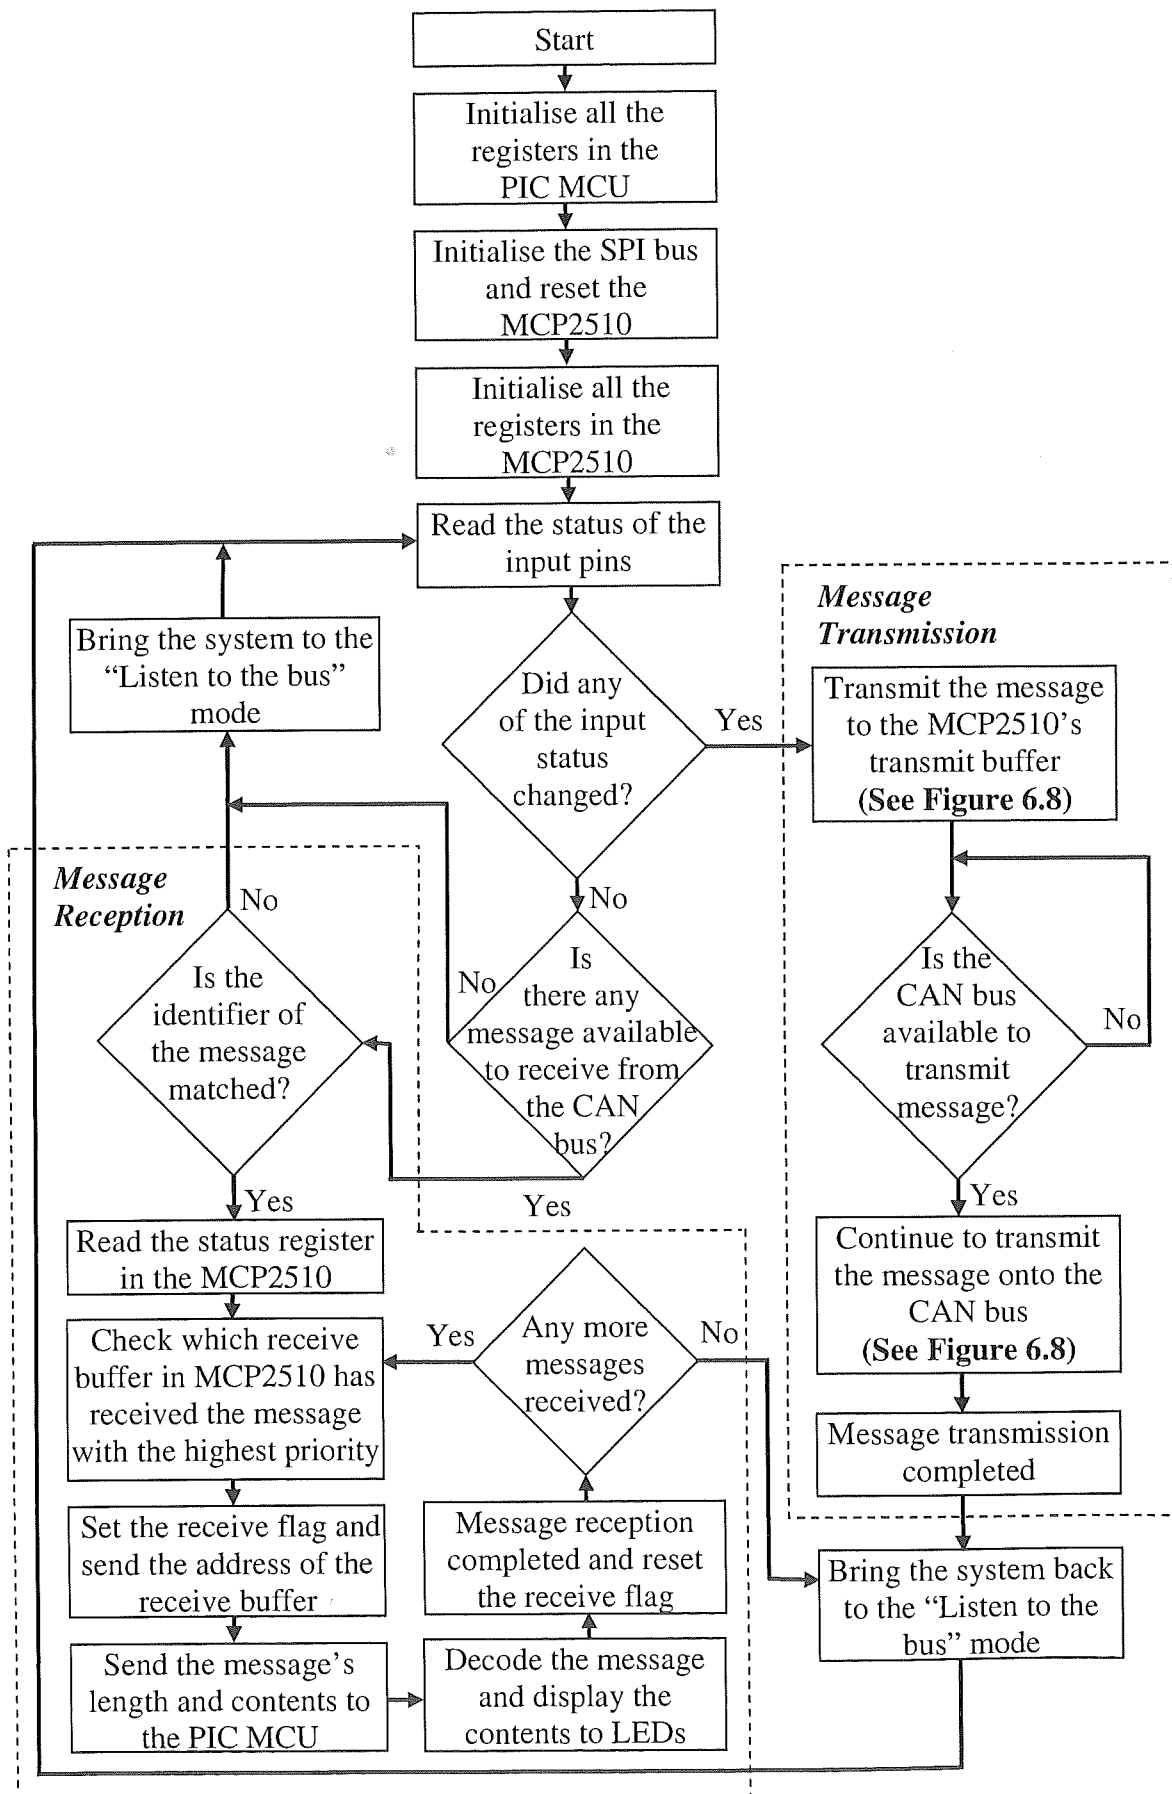 Start
Initialise all the
registers in the
PIC MCU
Initialise the SPI bus
and reset the
MCP2510
Initialise all the
registers in the
MCP2510
Read the status of the
input pins
Bring the system to the
“Listen to the bus”
mode
Did any
of the input
status
changed?
Yes
No
Message
Transmission
Transmit the message
to the MCP2510’s
transmit buffer
(See Figure 6.8)
Is the
CAN bus
available to
transmit
message?
No
Yes
Continue to transmit
the message onto the
CAN bus
(See Figure 6.8)
Message transmission
completed
Bring the system back
to the “Listen to the
bus” mode
Is
there any
message available
to receive from
the CAN
bus?
No
Yes
Message
Reception
No
Is the
identifier of
the message
matched?
Yes
Read the status register
in the MCP2510
Check which receive
buffer in MCP2510 has
received the message
with the highest priority
Set the receive flag and
send the address of the
receive buffer
Send the message’s
length and contents to
the PIC MCU
Decode the message
and display the
contents to LEDs
Message reception
completed and reset
the receive flag
Any more
messages
received?
Yes
No